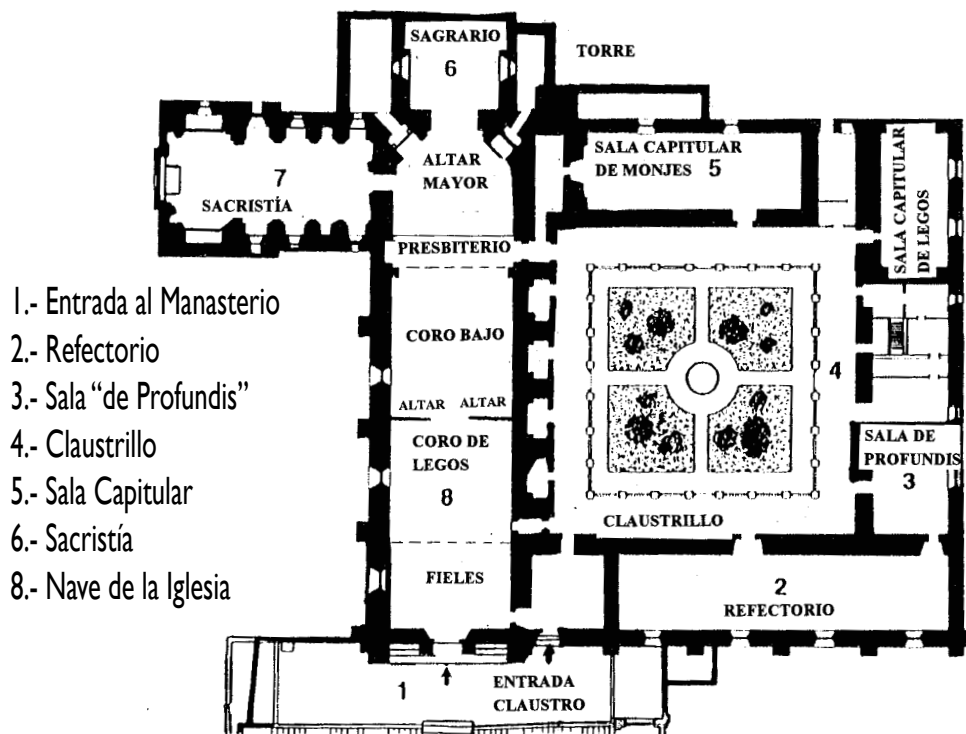 SAGRARIO
6
TORRE
SALA CAPITULAR
DE MONJES 5
ALTAR
MAYOR
7
SACRISTÍA
SALA CAPITULAR
DE LEGOS
PRESBITERIO
1.- Entrada al Manasterio
2.- Refectorio
3.- Sala “de Profundis”
4.- Claustrillo
5.- Sala Capitular
6.- Sacristía
8.- Nave de la Iglesia
CORO BAJO
4
ALTAR ALTAR
CORO DE
LEGOS
8
SALA DE
PROFUNDIS
3
CLAUSTRILLO
FIELES
2
REFECTORIO
1
ENTRADA
CLAUSTRO